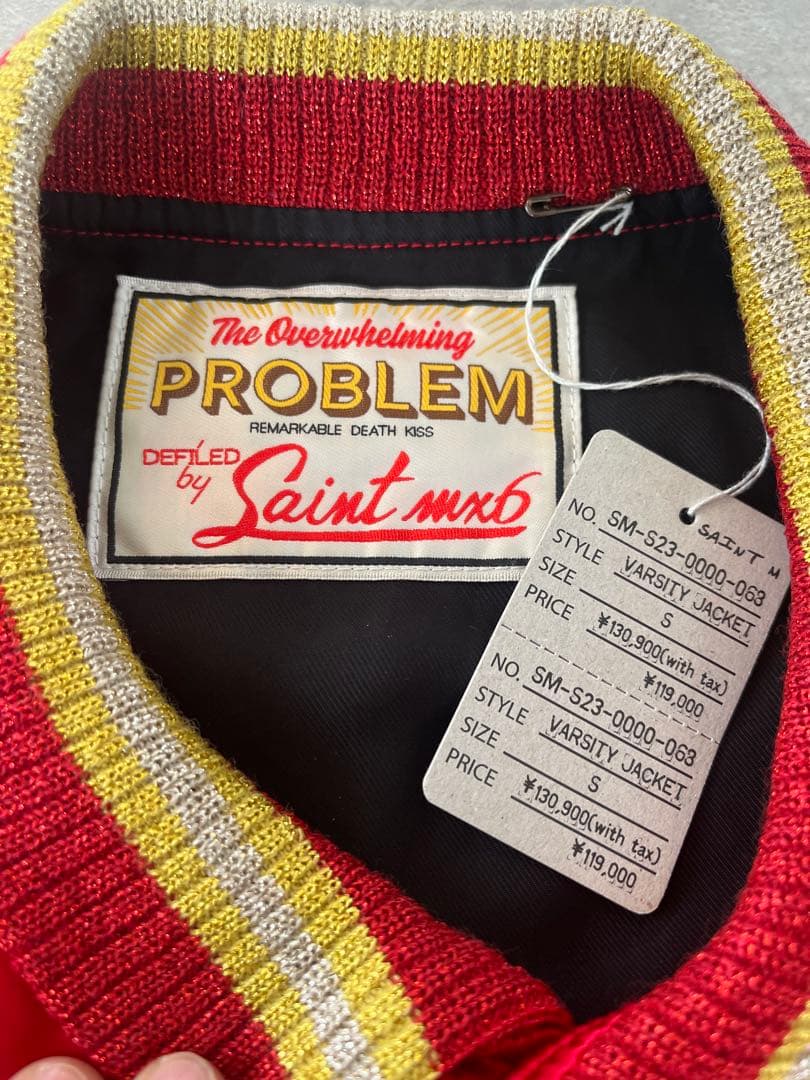 The Overwhelming
PROBLEM
REMARKABLE DEATH KISS
DEFILED
by
Saint mx6
SAINT M
NO. SM-S23-0000-063
STYLE VARSITY JACKET
SIZE S
PRICE ¥130,900(with tax)
¥119,000
NO. SM-S23-0000-063
STYLE VARSITY JACKET
SIZE S
PRICE ¥130,900(with tax)
¥119,000